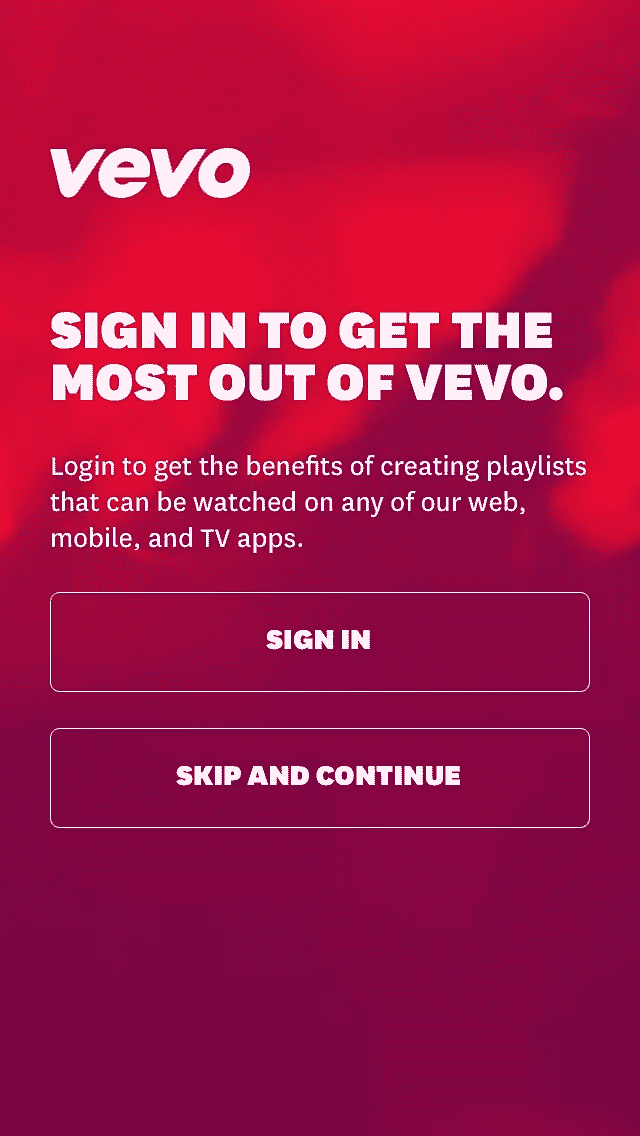 vevo
SIGN IN TO GET THE
MOST OUT OF VEVO.
Login to get the benefits of creating playlists
that can be watched on any of our web,
mobile, and TV apps.
SIGN IN
SKIP AND CONTINUE